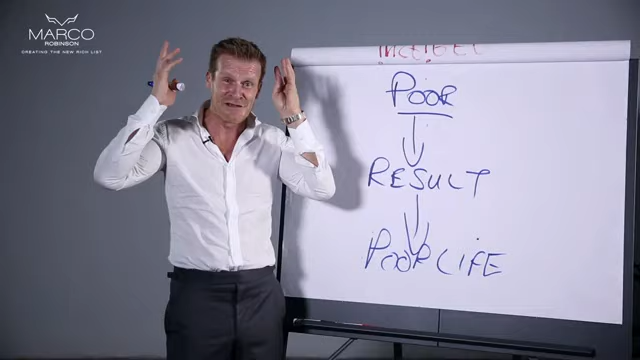 MARCO
ROBINSON
CREATING THE NEW RICH LIST
POOR
RESULT
POOR LIFE